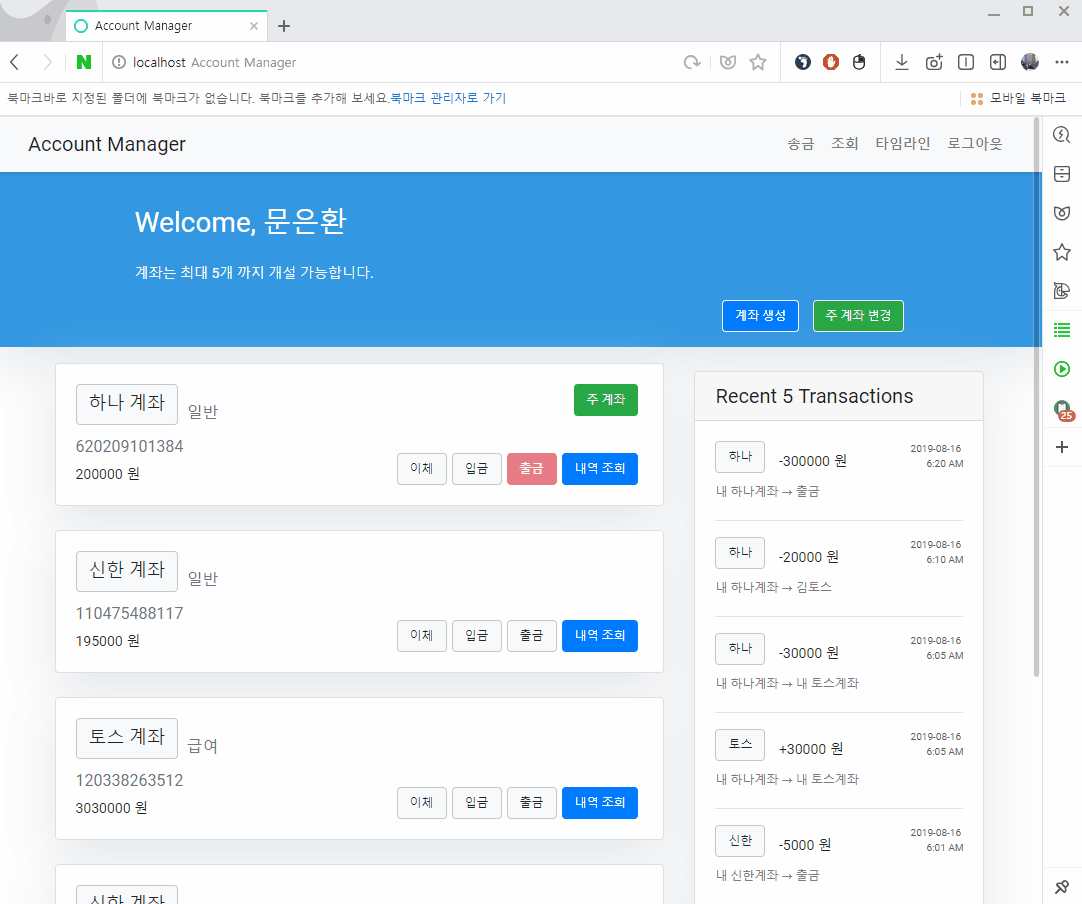 Account Manager
N
localhost Account Manager
북마크바로 지정된 폴더에 북마크가 없습니다. 북마크를 추가해 보세요.북마크 관리자로 가기
모바일 북마크
Account Manager
송금 조회 타임라인 로그아웃
Welcome, 문은환
계좌는 최대 5개 까지 개설 가능합니다.
계좌 생성 주 계좌 변경
하나 계좌 일반
주 계좌
620209101384
200000 원
이체 입금 출금 내역 조회
신한 계좌 일반
110475488117
195000 원
이체 입금 출금 내역 조회
토스 계좌 급여
120338263512
3030000 원
이체 입금 출금 내역 조회
신한 계좌
Recent 5 Transactions
하나 -300000 원
2019-08-16
6:20 AM
내 하나계좌 → 출금
하나 -20000 원
2019-08-16
6:10 AM
내 하나계좌 → 김토스
하나 -30000 원
2019-08-16
6:05 AM
내 하나계좌 → 내 토스계좌
토스 +30000 원
2019-08-16
6:05 AM
내 하나계좌 → 내 토스계좌
신한 -5000 원
2019-08-16
6:01 AM
내 신한계좌 → 출금
25